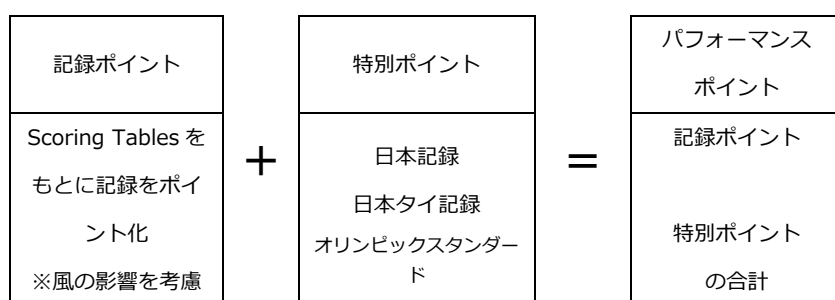 記録ポイント
Scoring Tables を
もとに記録をポイ
ント化
※風の影響を考慮
＋
特別ポイント
日本記録
日本タイ記録
オリンピックスタンダー
ド
＝
パフォーマンス
ポイント
記録ポイント
特別ポイント
の合計